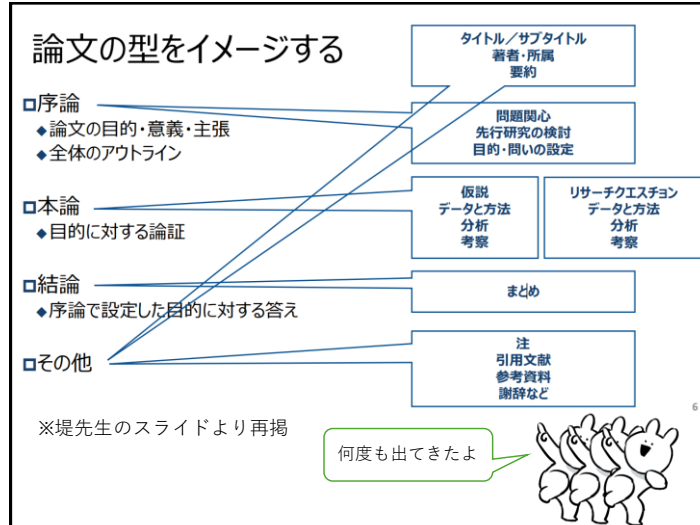 論文の型をイメージする
タイトル／サブタイトル
著者・所属
要約
序論
論文の目的・意義・主張
全体のアウトライン
問題関心
先行研究の検討
目的・問いの設定
本論
目的に対する論証
仮説
データと方法
分析
考察
リサーチクエスチョン
データと方法
分析
考察
結論
序論で設定した目的に対する答え
まとめ
その他
注
引用文献
参考資料
謝辞など
6
※堤先生のスライドより再掲
何度も出てきたよ